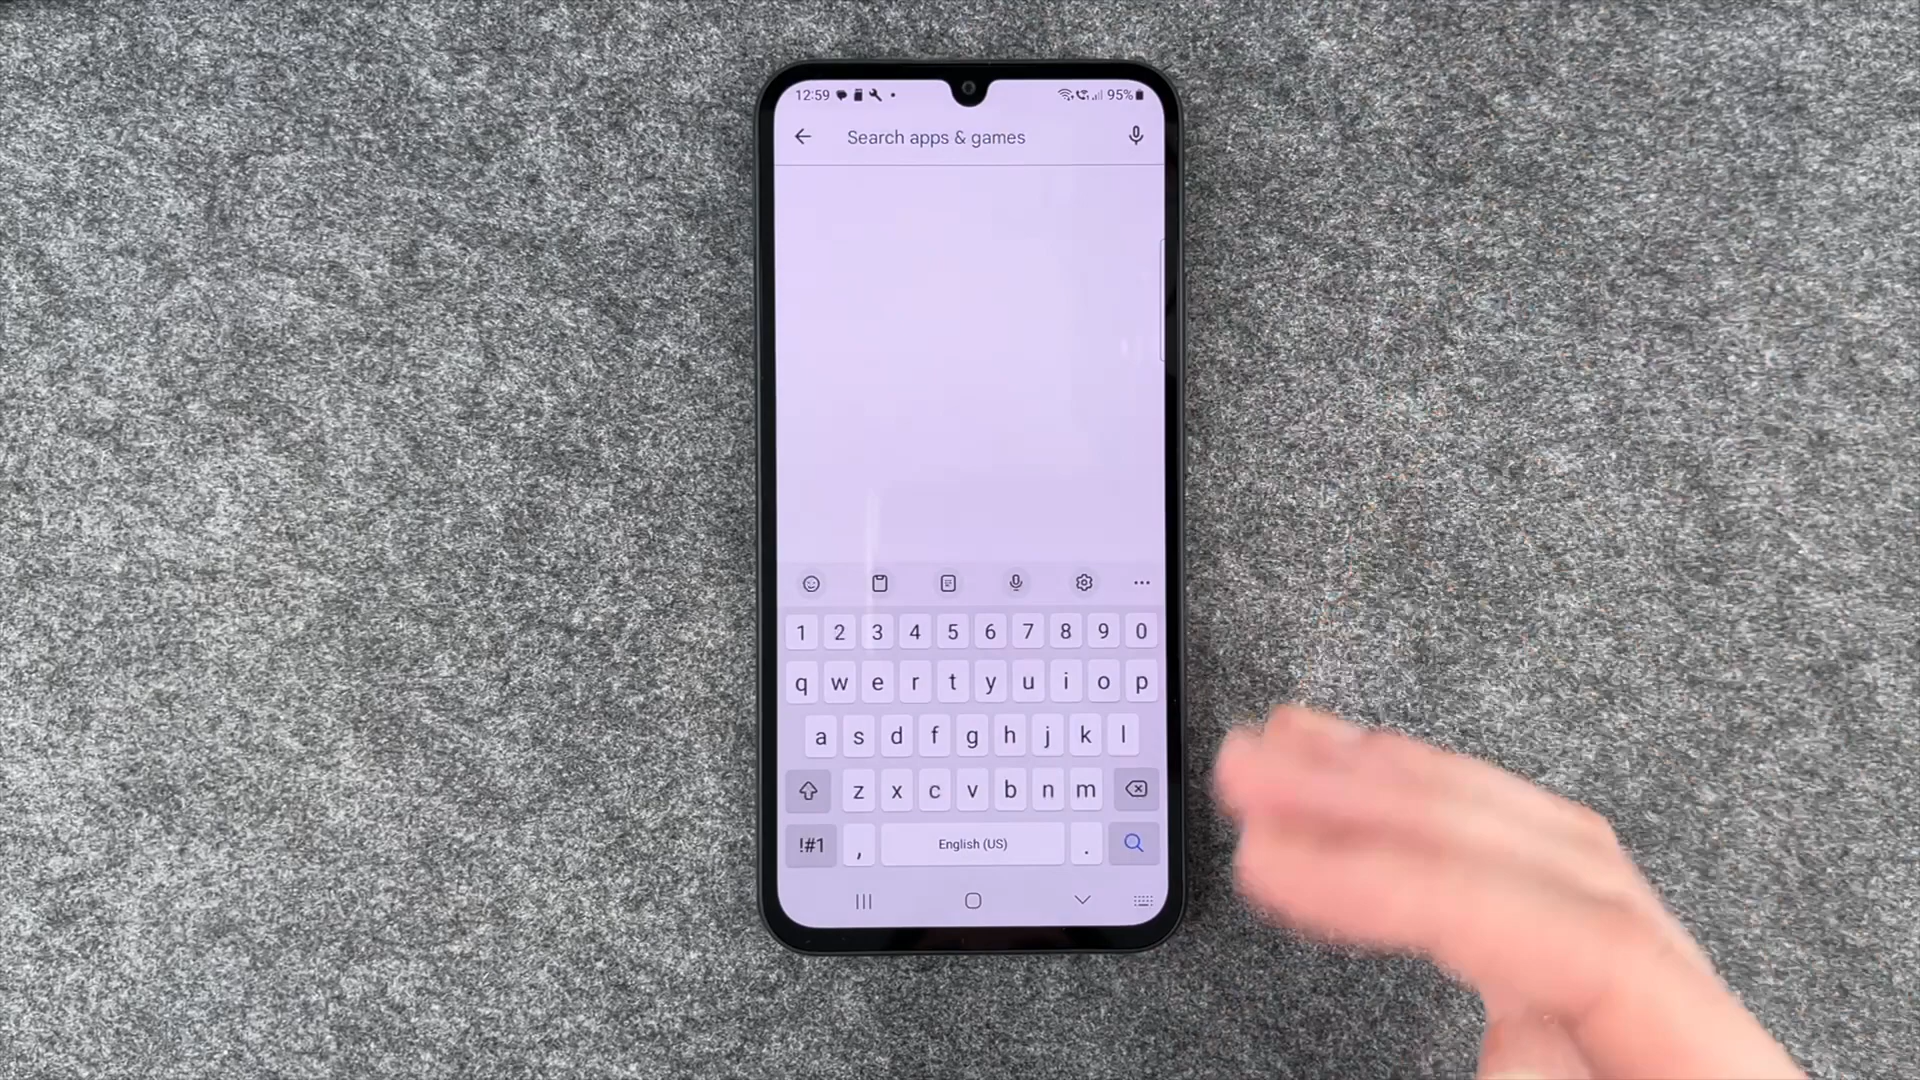 12:59 95%
Search apps & games
1 2 3 4 5 6 7 8 9 0
q w e r t y u i o p
a s d f g h j k l
z x c v b n m
!#1 , English (US) .